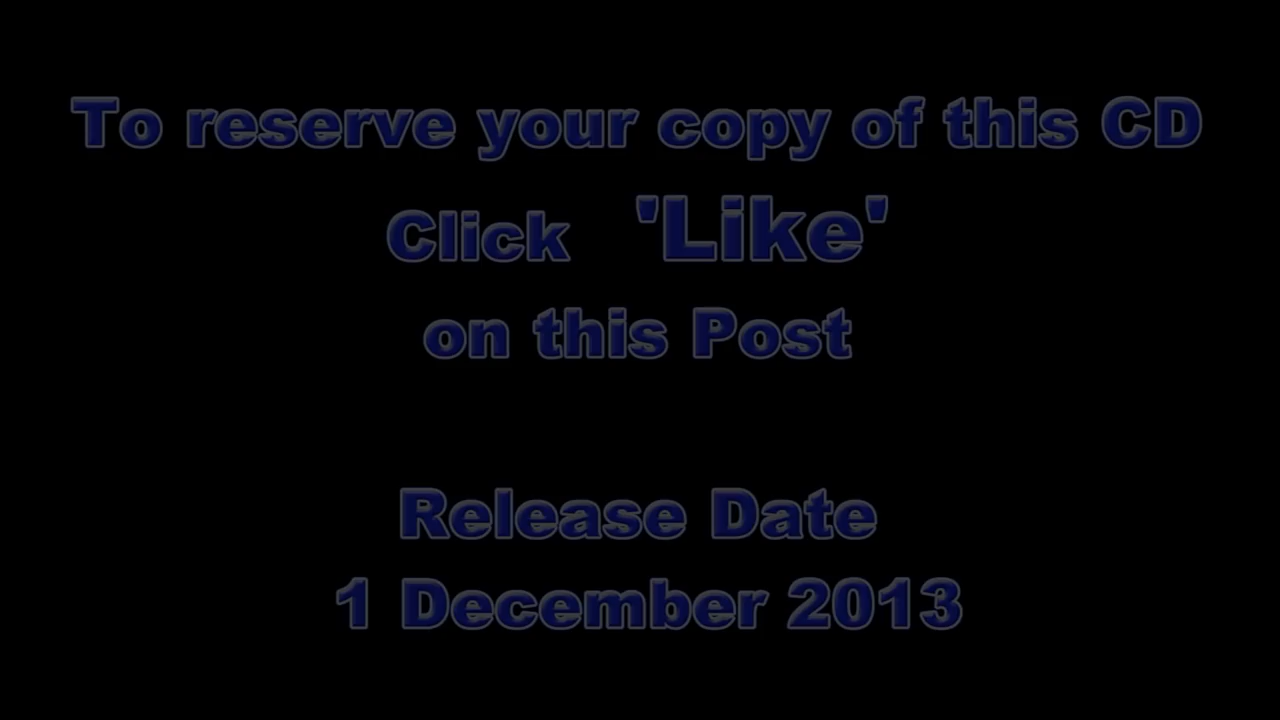 To reserve your copy of this CD
Click 'Like'
on this Post
Release Date
1 December 2013